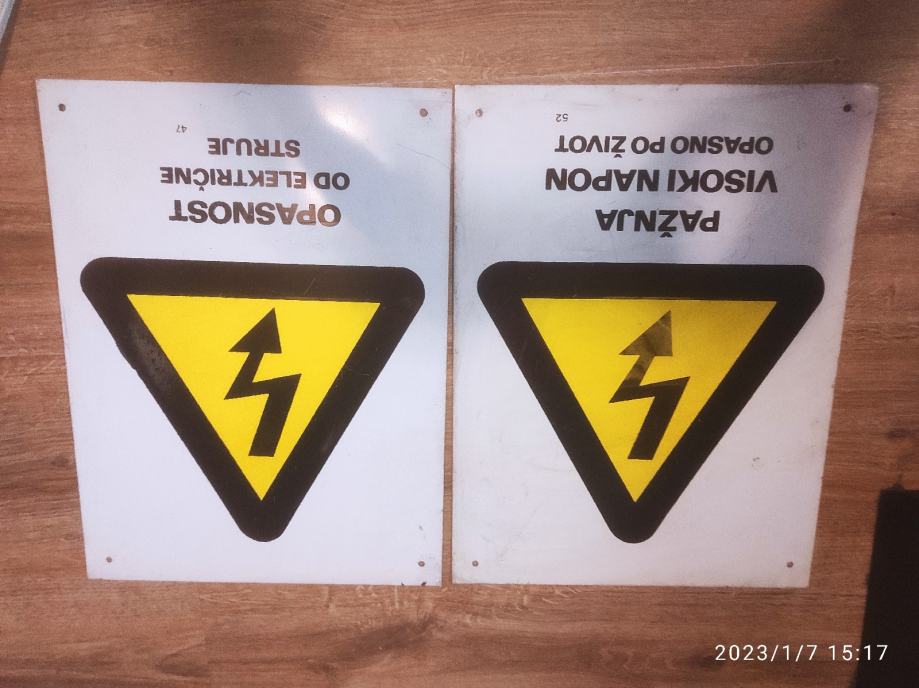 OPASNOST
OD ELEKTRIČNE
STRUJE
47
PAŽNJA
VISOKI NAPON
OPASNO PO ŽIVOT
52
2023/1/7 15:17